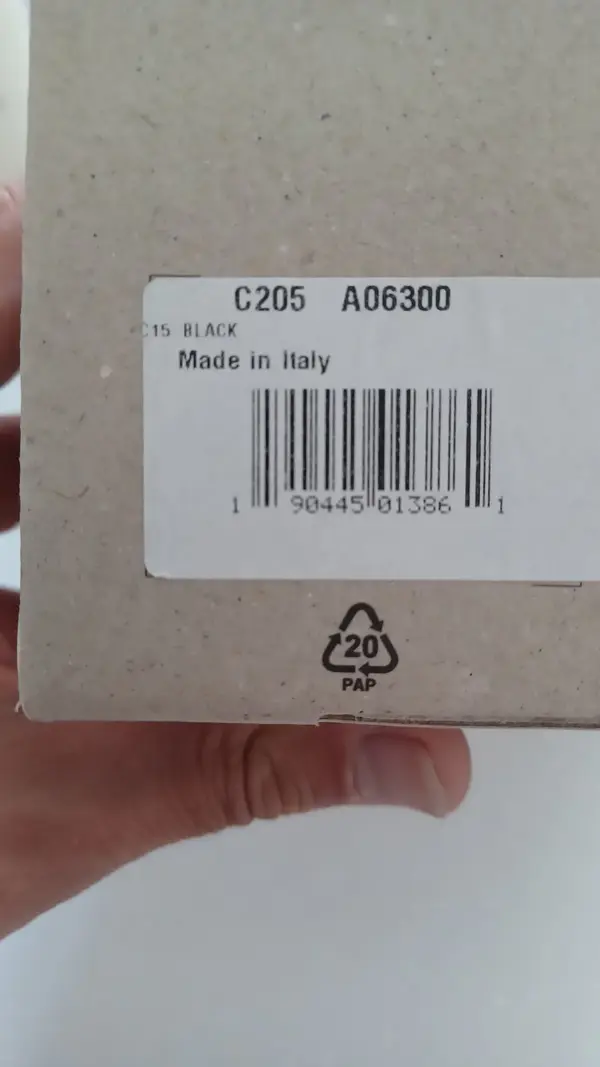 C205 A06300
C15 BLACK
Made in Italy
1 90445 01386 1
20
PAP